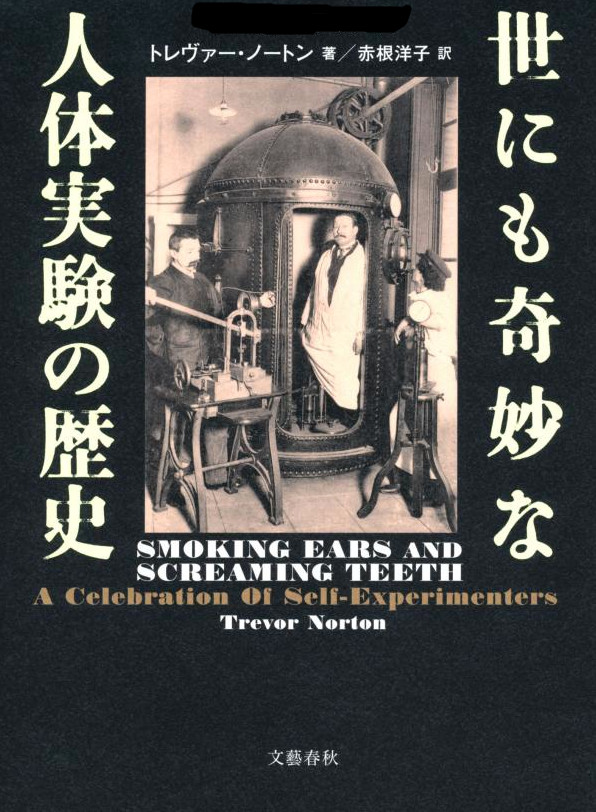 トレヴァー・ノートン 著／赤根洋子 訳
世にも奇妙な
人体実験の歴史
SMOKING EARS AND
SCREAMING TEETH
A Celebration Of Self-Experimenters
Trevor Norton
文藝春秋